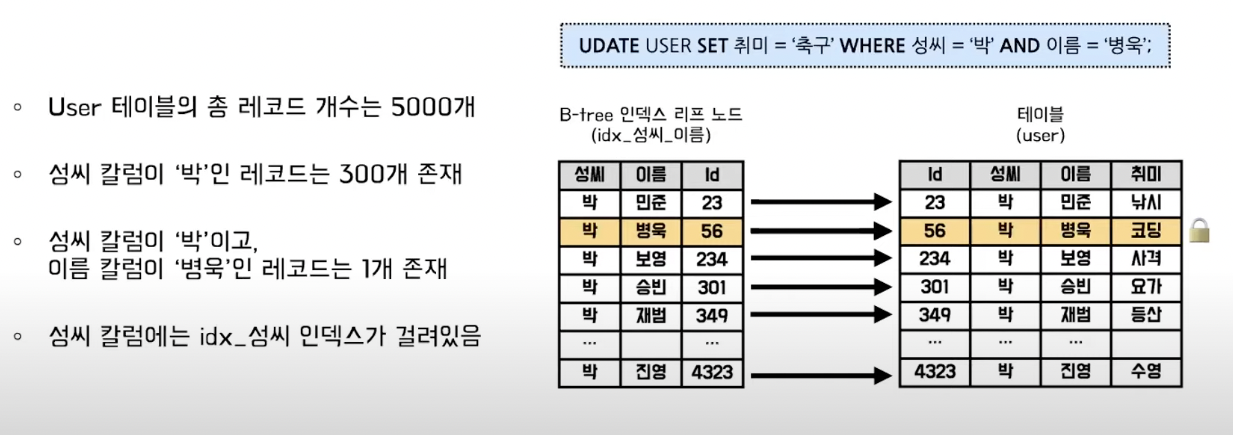 UDATE USER SET 취미 = ‘축구’ WHERE 성씨 = ‘박’ AND 이름 = ‘병욱’;
◦ User 테이블의 총 레코드 개수는 5000개
◦ 성씨 칼럼이 ‘박’인 레코드는 300개 존재
◦ 성씨 칼럼이 ‘박’이고,
이름 칼럼이 ‘병욱’인 레코드는 1개 존재
◦ 성씨 칼럼에는 idx_성씨 인덱스가 걸려있음
B-tree 인덱스 리프 노드
(idx_성씨_이름)
성씨 이름 Id
박 민준 23
박 병욱 56
박 보영 234
박 승빈 301
박 재범 349
... ...
박 진영 4323
테이블
(user)
Id 성씨 이름 취미
23 박 민준 낚시
56 박 병욱 코딩
234 박 보영 사격
301 박 승빈 요가
349 박 재범 등산
... ... ...
4323 박 진영 수영